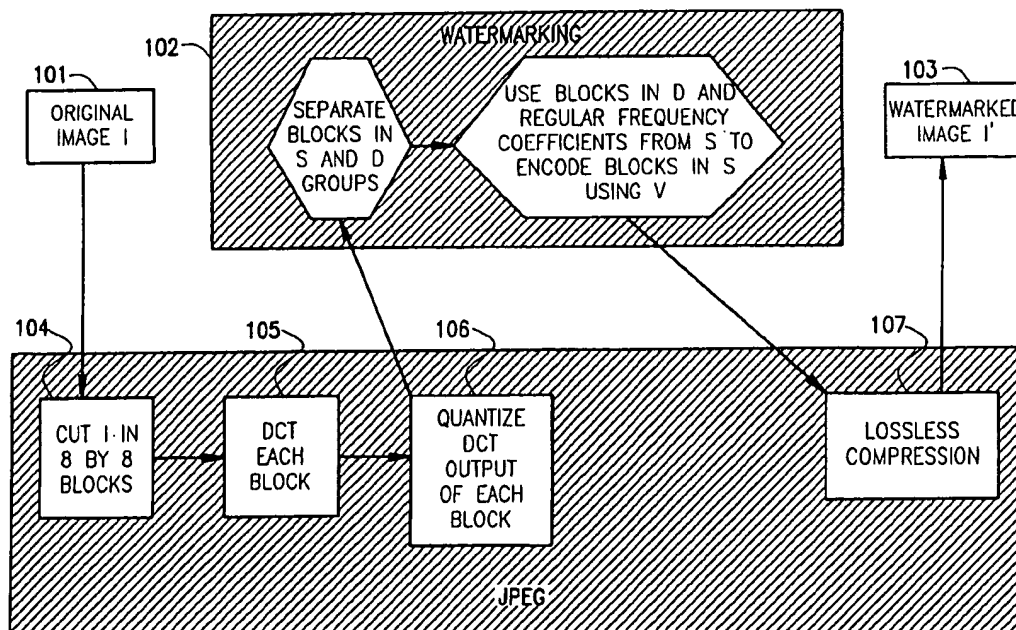 WATERMARKING
102
101
ORIGINAL
IMAGE I
SEPARATE
BLOCKS IN
S AND D
GROUPS
USE BLOCKS IN D AND
REGULAR FREQUENCY
COEFFICIENTS FROM S TO
ENCODE BLOCKS IN S
USING V
103
WATERMARKED
IMAGE I'
104
CUT I IN
8 BY 8
BLOCKS
105
DCT
EACH
BLOCK
106
QUANTIZE
DCT
OUTPUT
OF EACH
BLOCK
107
LOSSLESS
COMPRESSION
JPEG